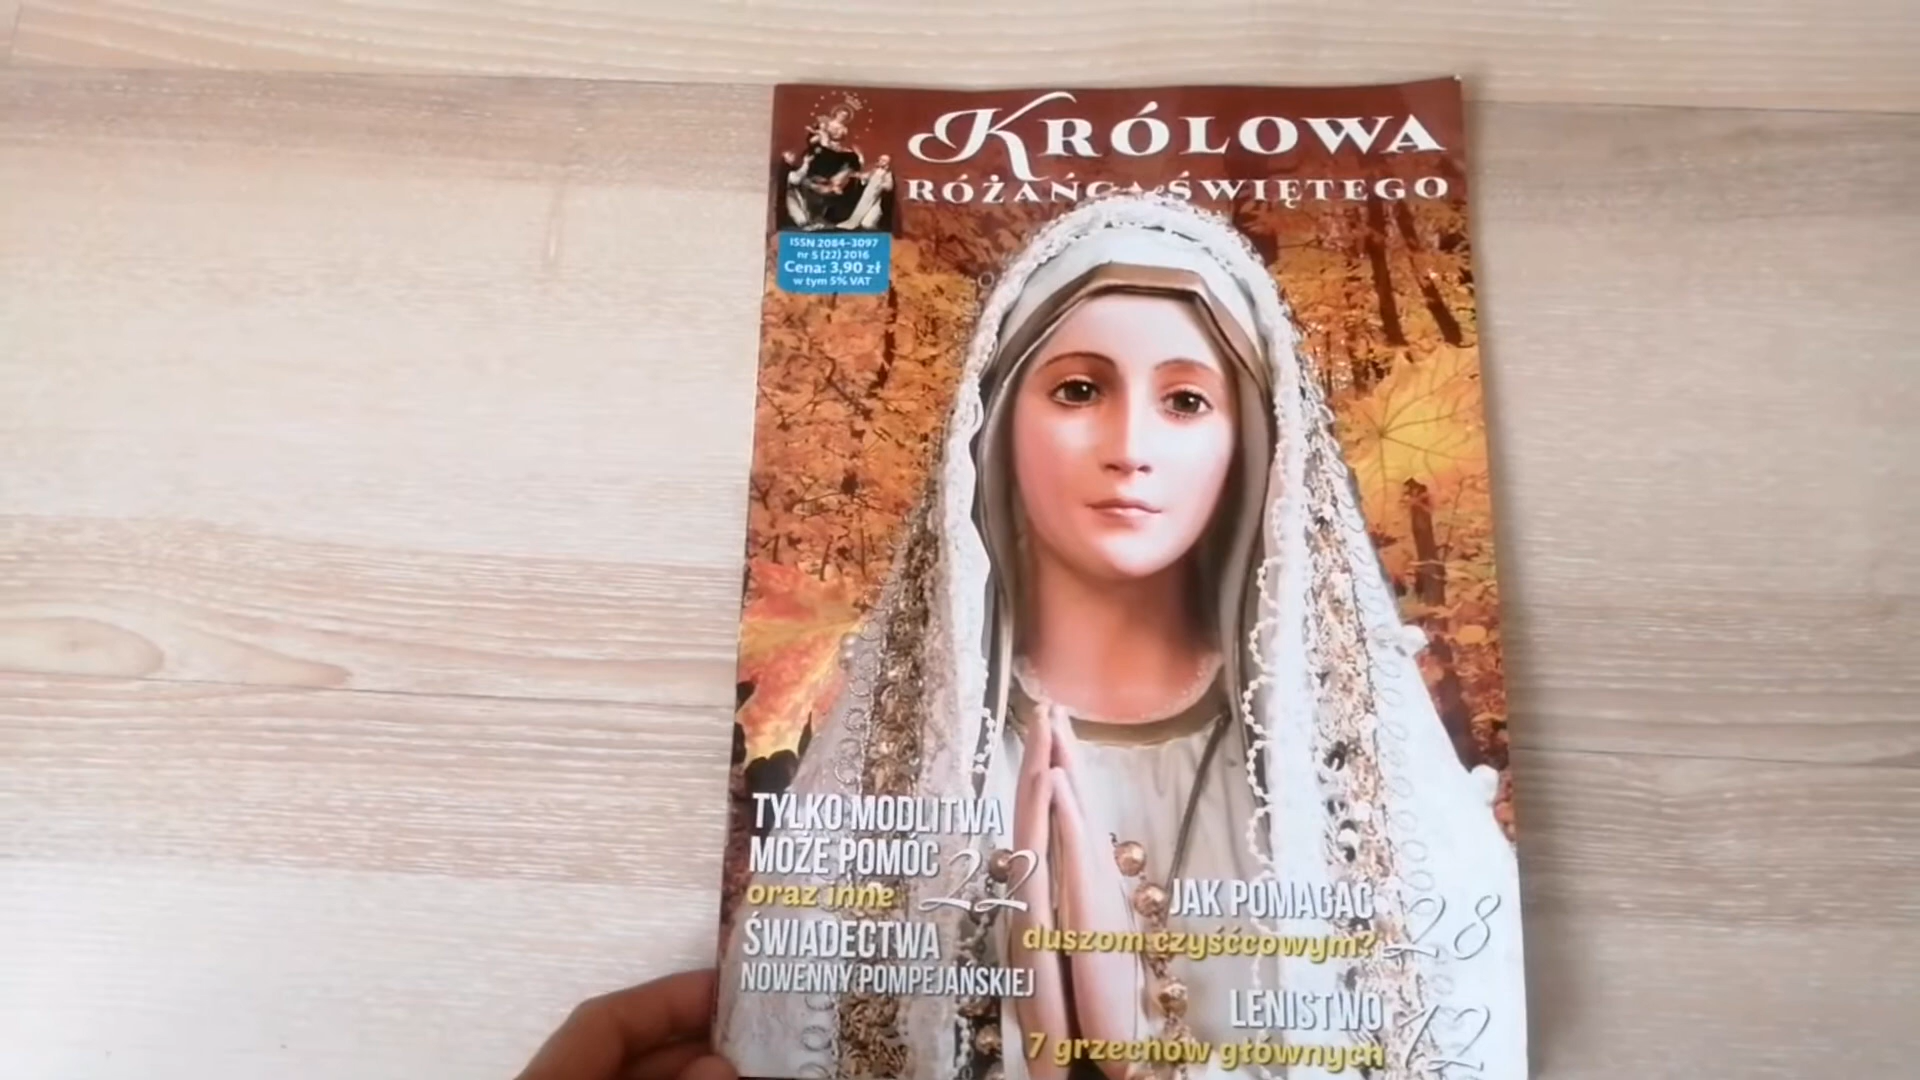 KRÓLOWA
RÓŻAŃCA ŚWIĘTEGO
ISSN 2084-3097
nr 5 (22) 2016
Cena: 3,90 zł
w tym 5% VAT
TYLKO MODLITWA
MOŻE POMÓC 22
oraz inne
ŚWIADECTWA
NOWENNY POMPEJAŃSKIEJ
JAK POMAGAĆ
duszom czyśćcowym? 28
LENISTWO
7 grzechów głównych 12